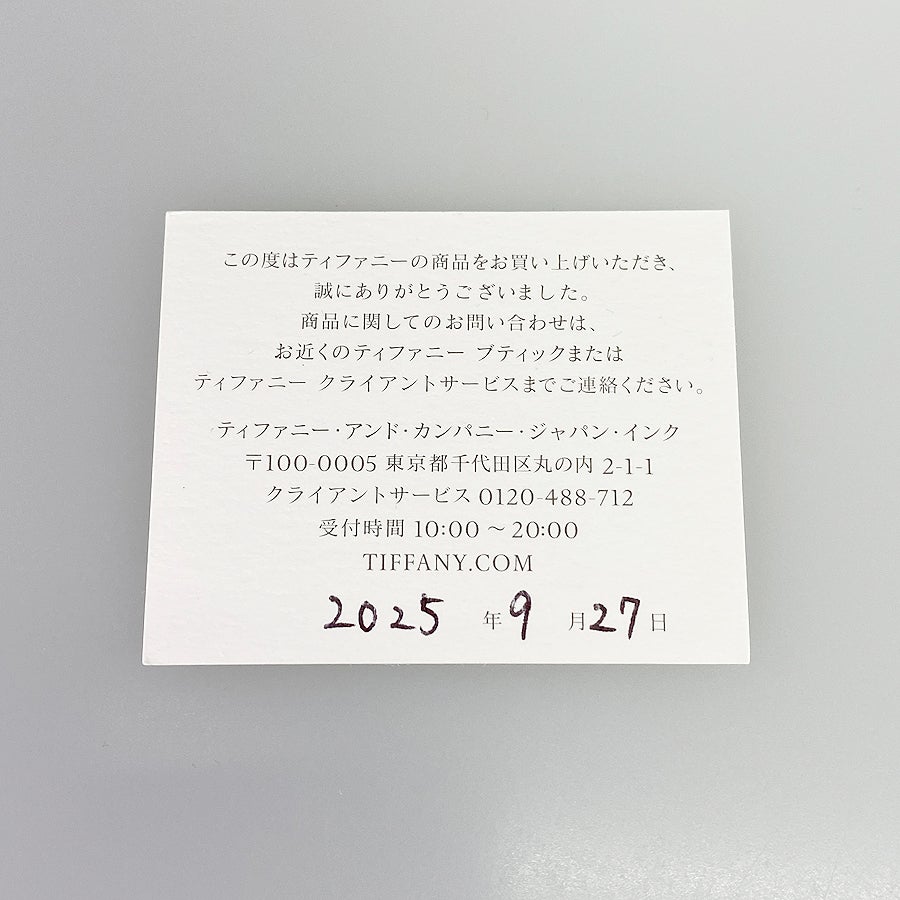 この度はティファニーの商品をお買い上げいただき、
誠にありがとうございました。
商品に関してのお問い合わせは、
お近くのティファニー ブティックまたは
ティファニー クライアントサービスまでご連絡ください。
ティファニー・アンド・カンパニー・ジャパン・インク
〒100-0005 東京都千代田区丸の内 2-1-1
クライアントサービス 0120-488-712
受付時間 10:00 〜 20:00
TIFFANY.COM
2025 年 9 月 27 日